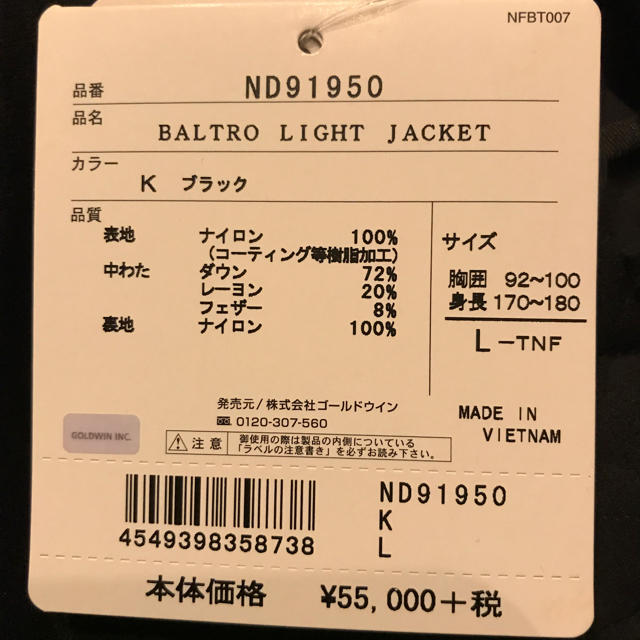 NFBT007
品番 ND91950
品名
BALTRO LIGHT JACKET
カラー
K ブラック
品質
表地 ナイロン 100%
(コーティング等樹脂加工)
中わた ダウン 72%
レーヨン 20%
フェザー 8%
裏地 ナイロン 100%
サイズ
胸囲 92~100
身長 170~180
L-TNF
発売元/株式会社ゴールドウイン
0120-307-560
GOLDWIN INC.
注意 御使用の際は製品の内側についている
「ラベルの注意書き」を必ずお読み下さい。
MADE IN
VIETNAM
4549398358738
ND91950
K
L
本体価格 ¥55,000+税